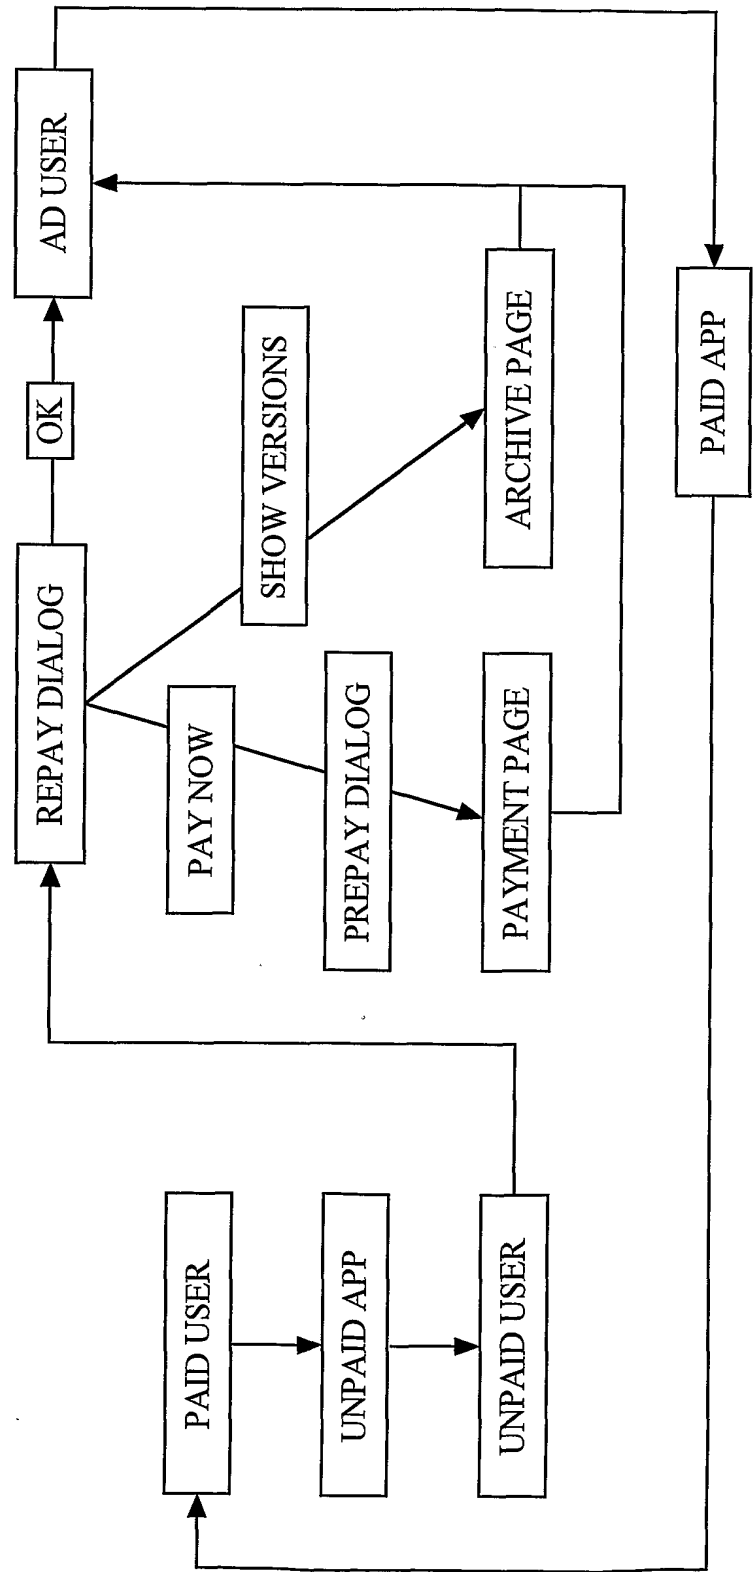 PAID USER
UNPAID APP
UNPAID USER
REPAY DIALOG
PAY NOW
PREPAY DIALOG
PAYMENT PAGE
SHOW VERSIONS
ARCHIVE PAGE
OK
AD USER
PAID APP